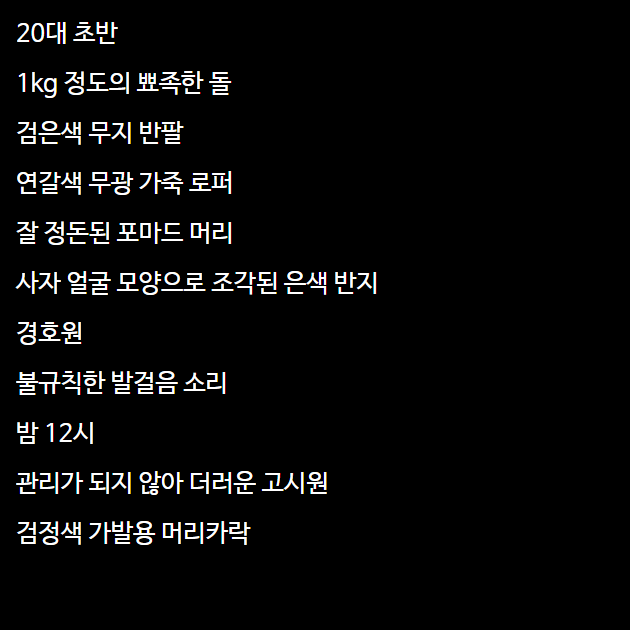 20대 초반
1kg 정도의 뾰족한 돌
검은색 무지 반팔
연갈색 무광 가죽 로퍼
잘 정돈된 포마드 머리
사자 얼굴 모양으로 조각된 은색 반지
경호원
불규칙한 발걸음 소리
밤 12시
관리가 되지 않아 더러운 고시원
검정색 가발용 머리카락